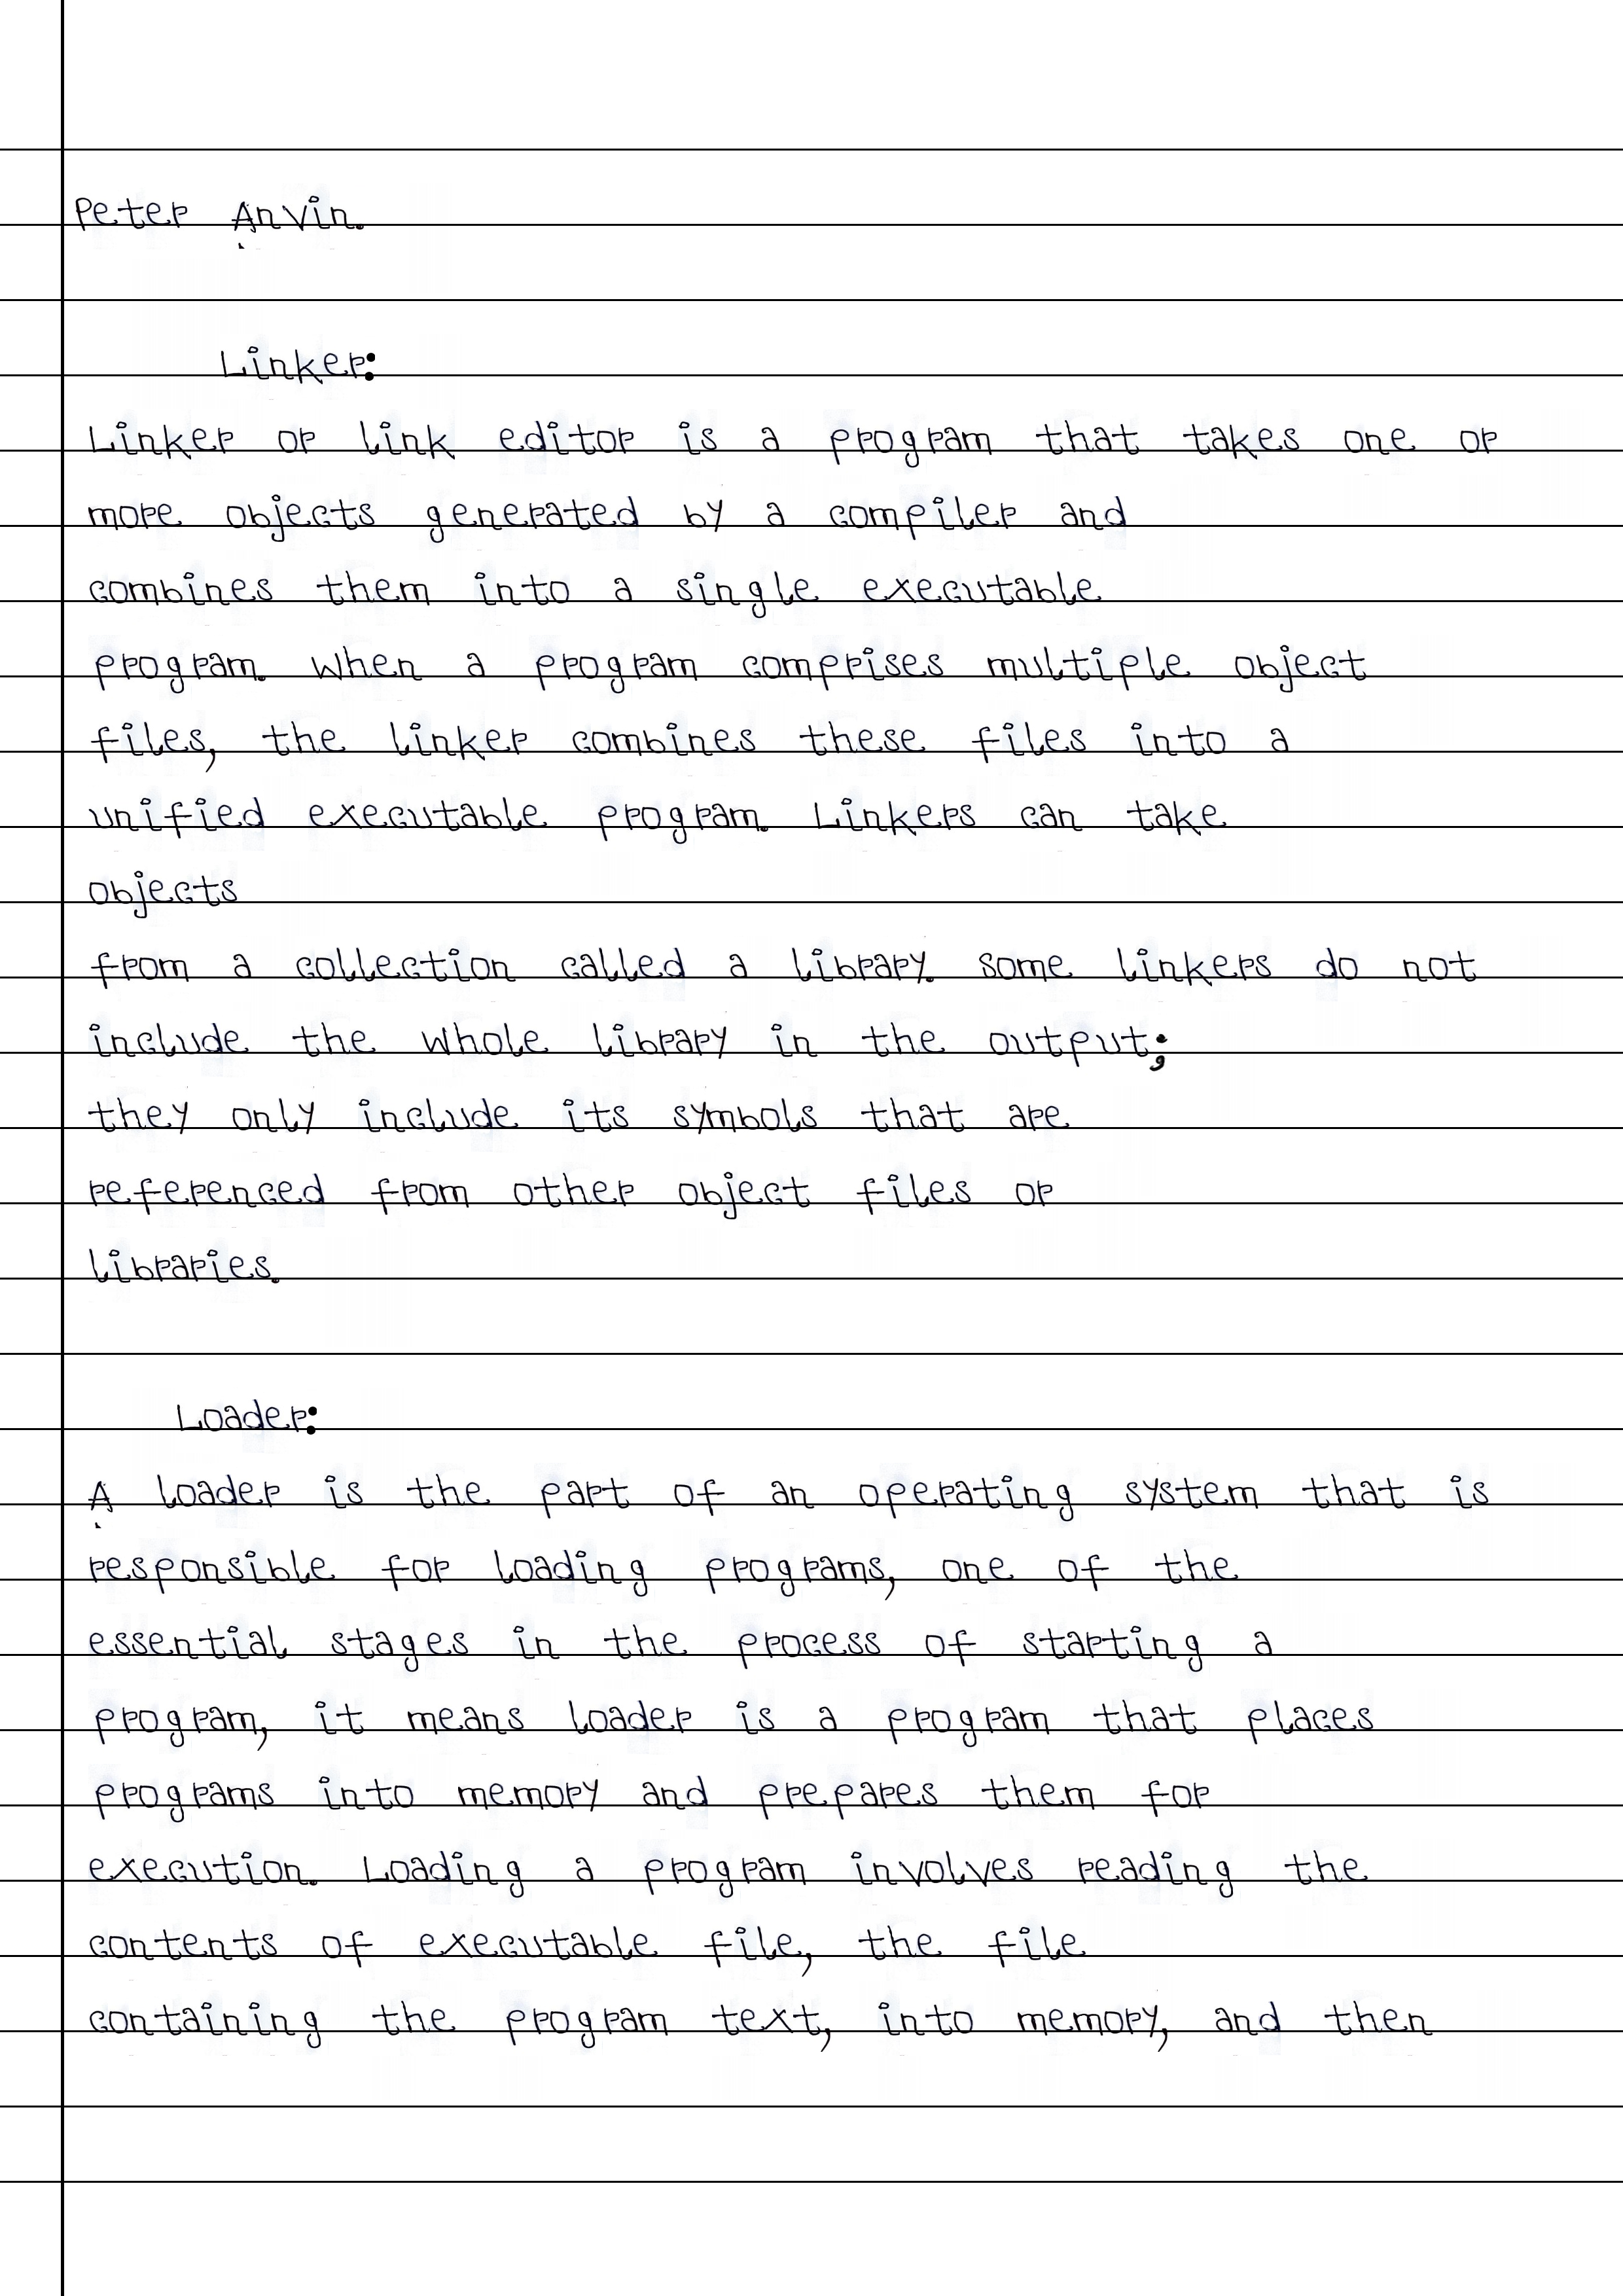 Peter Anvin.
Linker:
Linker or link editor is a program that takes one or
more objects generated by a compiler and
combines them into a single executable
program. When a program comprises multiple object
files, the linker combines these files into a
unified executable program. Linkers can take
objects
from a collection called a library. Some linkers do not
include the whole library in the output;
they only include its symbols that are
referenced from other object files or
libraries.
Loader:
A loader is the part of an operating system that is
responsible for loading programs, one of the
essential stages in the process of starting a
program, it means loader is a program that places
programs into memory and prepares them for
execution. Loading a program involves reading the
contents of executable file, the file
containing the program text, into memory, and then